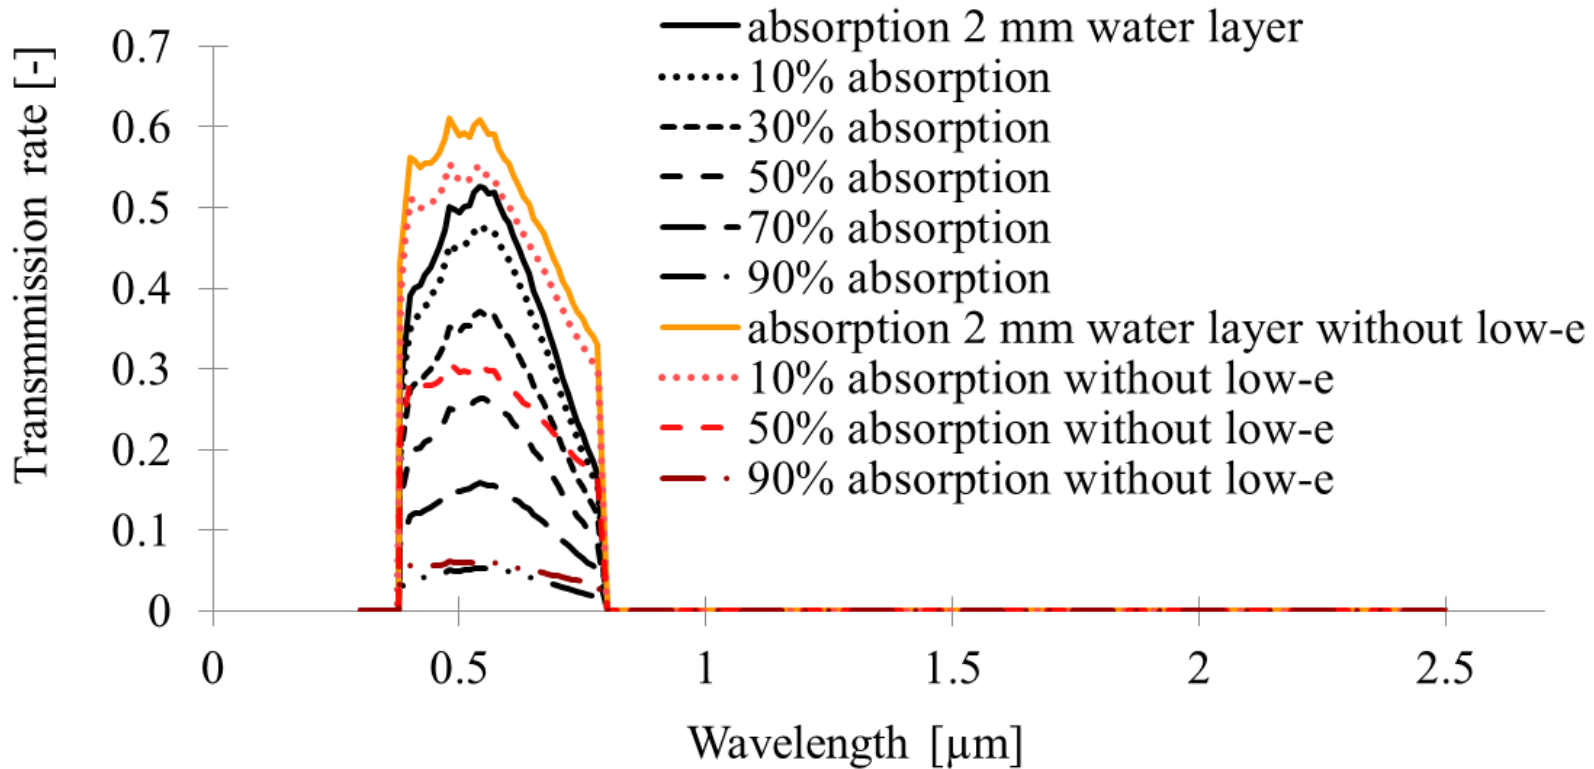 absorption 2 mm water layer
10% absorption
30% absorption
50% absorption
70% absorption
90% absorption
absorption 2 mm water layer without low-e
10% absorption without low-e
50% absorption without low-e
90% absorption without low-e
Transmmission rate [-]
0.7
0.6
0.5
0.4
0.3
0.2
0.1
0
0 0.5 1 1.5 2 2.5
Wavelength [µm]